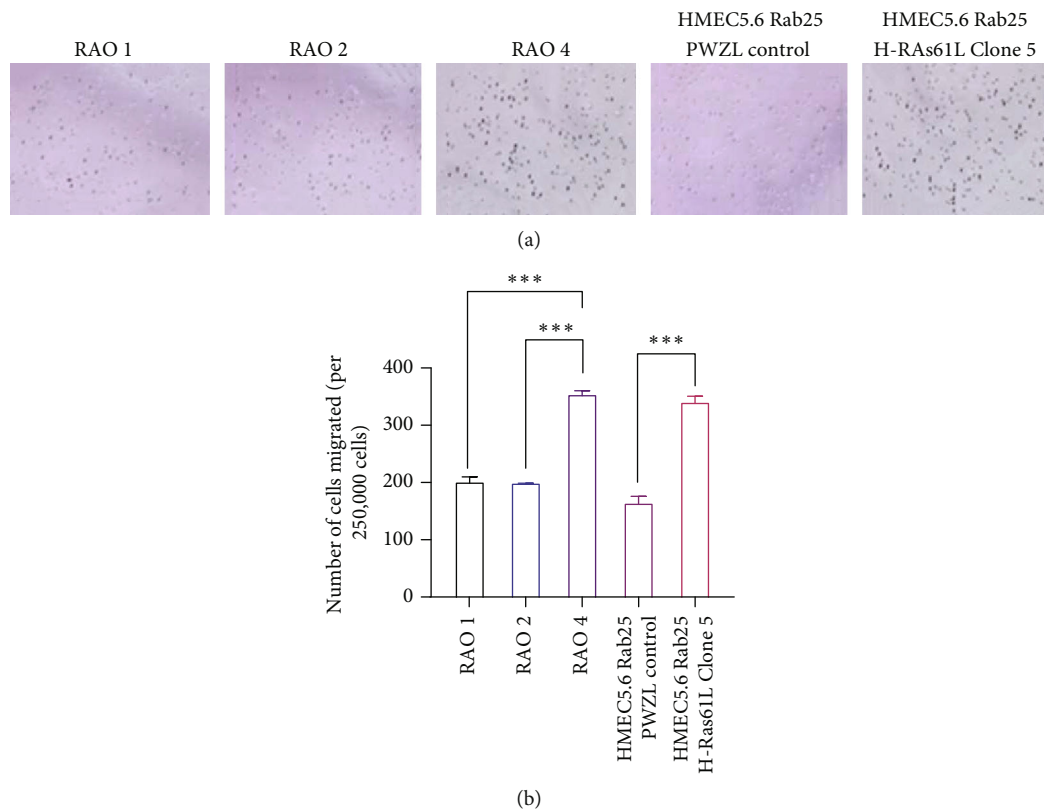 RAO 1
RAO 2
RAO 4
HMEC5.6 Rab25
PWZL control
HMEC5.6 Rab25
H-RAs61L Clone 5
(a)
***
***
***
Number of cells migrated (per
250,000 cells)
400
300
200
100
0
RAO 1
RAO 2
RAO 4
HMEC5.6 Rab25
PWZL control
HMEC5.6 Rab25
H-Ras61L Clone 5
(b)